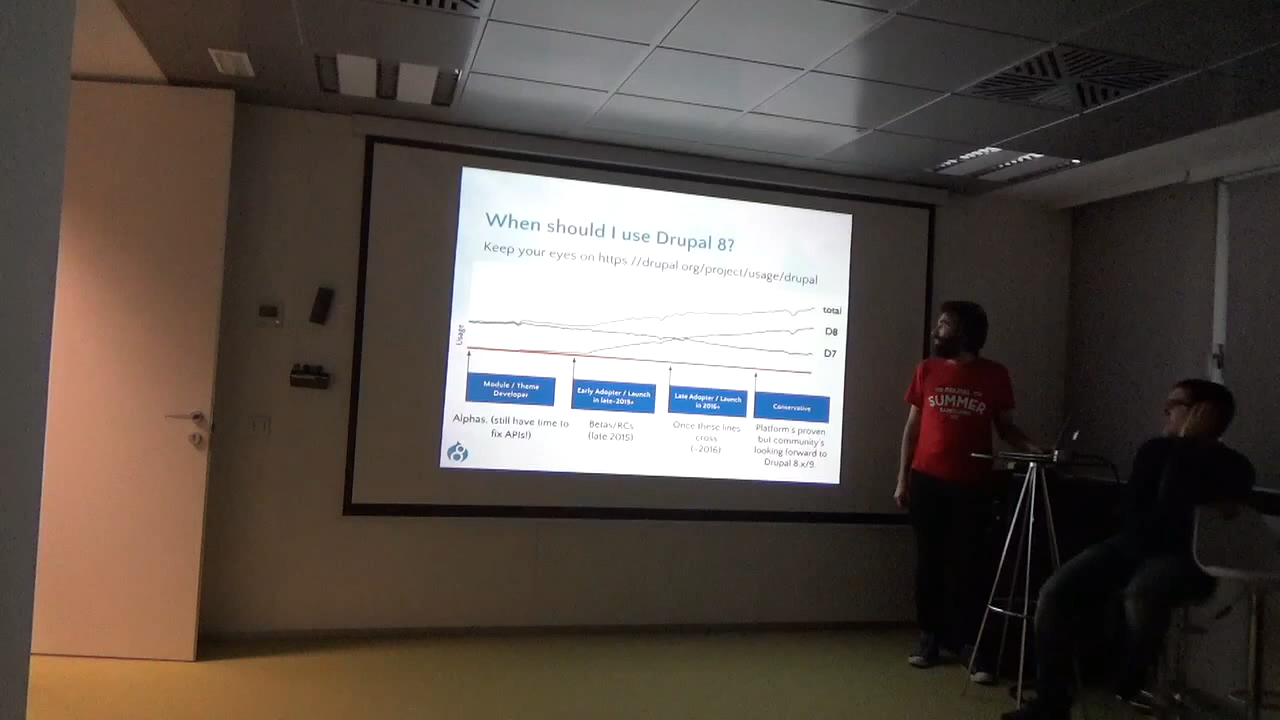 When should I use Drupal 8?
Keep your eyes on https://drupal.org/project/usage/drupal
total
D8
D7
Usage
Module / Theme
Developer
Early Adopter / Launch
in late-2015+
Late Adopter / Launch
in 2016+
Conservative
Alphas. (still have time to
fix APIs!)
Betas/RCs
(late 2015)
Once these lines
cross
(~2016)
Platform's proven
but community's
looking forward to
Drupal 8.x/9.
SUMMER